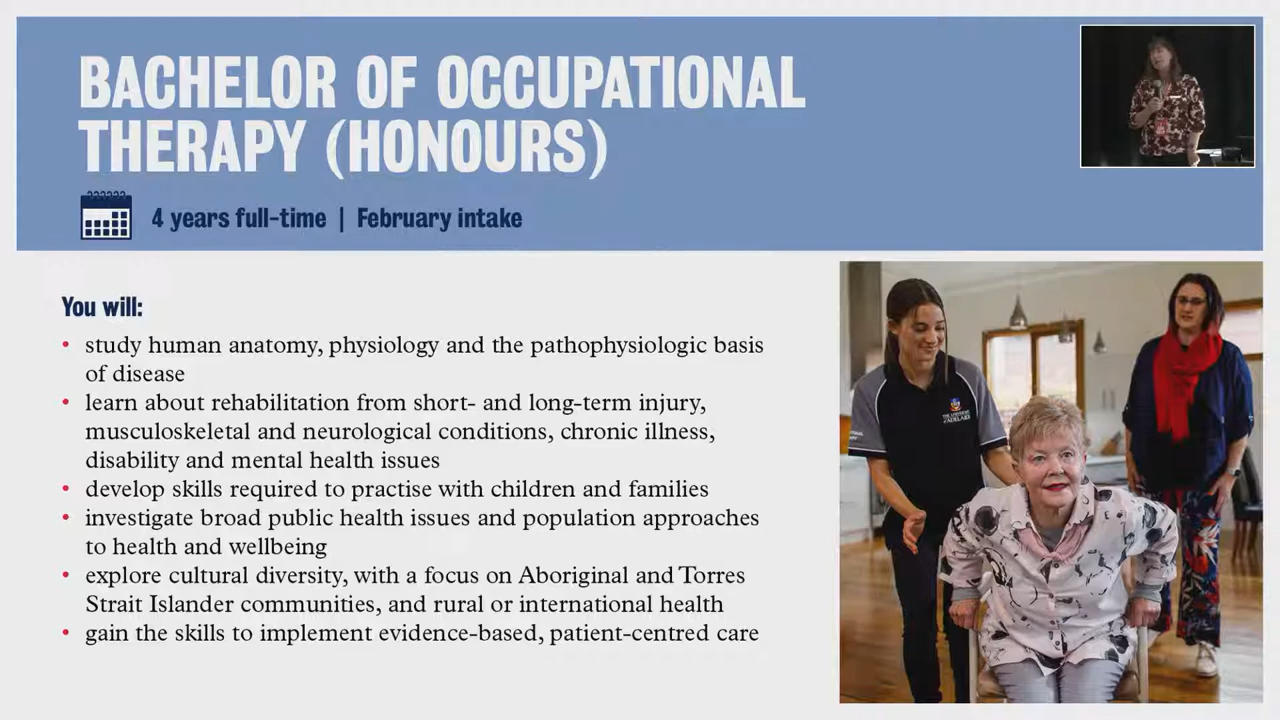 BACHELOR OF OCCUPATIONAL
THERAPY (HONOURS)
4 years full-time | February intake
You will:
• study human anatomy, physiology and the pathophysiologic basis
of disease
• learn about rehabilitation from short- and long-term injury,
musculoskeletal and neurological conditions, chronic illness,
disability and mental health issues
• develop skills required to practise with children and families
• investigate broad public health issues and population approaches
to health and wellbeing
• explore cultural diversity, with a focus on Aboriginal and Torres
Strait Islander communities, and rural or international health
• gain the skills to implement evidence-based, patient-centred care
THE UNIVERSITY
of ADELAIDE